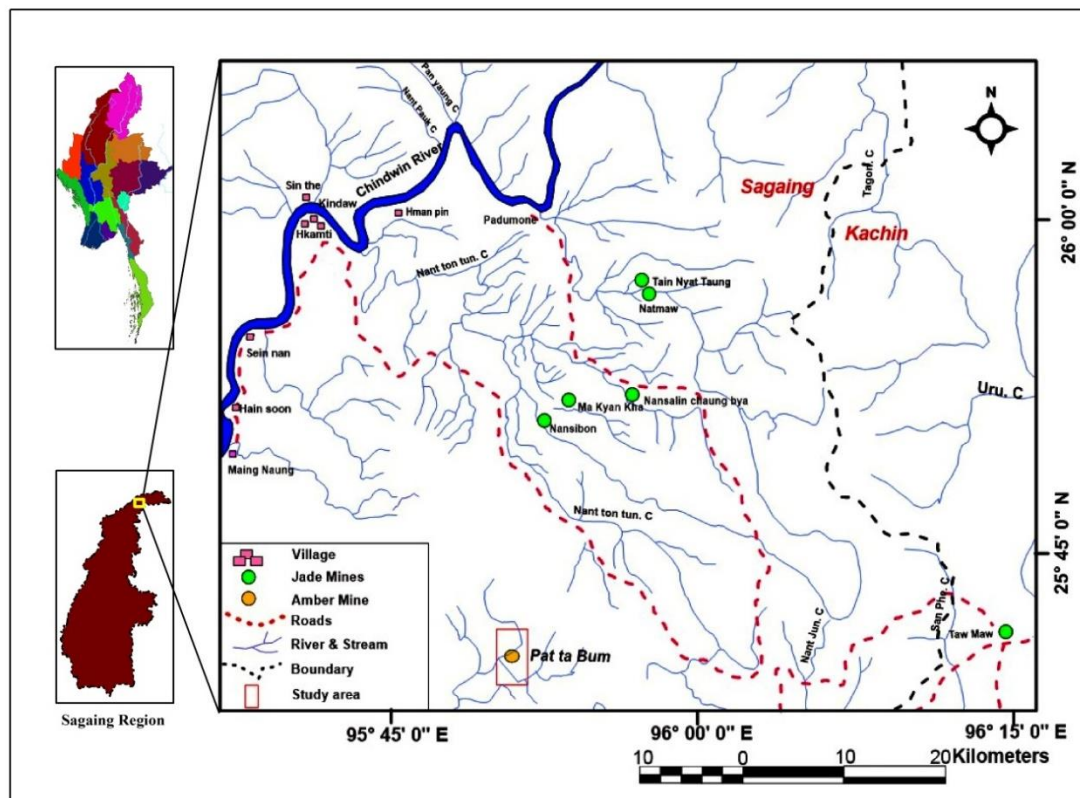 N
Pan yaung C
Nant Pauk C
Chindwin River
Sin the
Kindaw
Hkamti
Hman pin
Padumone
Sagaing
Kachin
Tagon. C
26° 0' 0" N
Nant ton tun. C
Tain Nyat Taung
Natmaw
Sein nan
Hain soon
Maing Naung
Ma Kyan Kha
Nansalin chaung bya
Nansibon
Uru. C
Nant ton tun. C
25° 45' 0 N
San Phe. C
Taw Maw
Nant Jun. C
Pat ta Bum
Village
Jade Mines
Amber Mine
Roads
River & Stream
Boundary
Study area
Sagaing Region
95° 45' 0" E
96° 0' 0" E
96° 15' 0" E
10 0 10 20
Kilometers